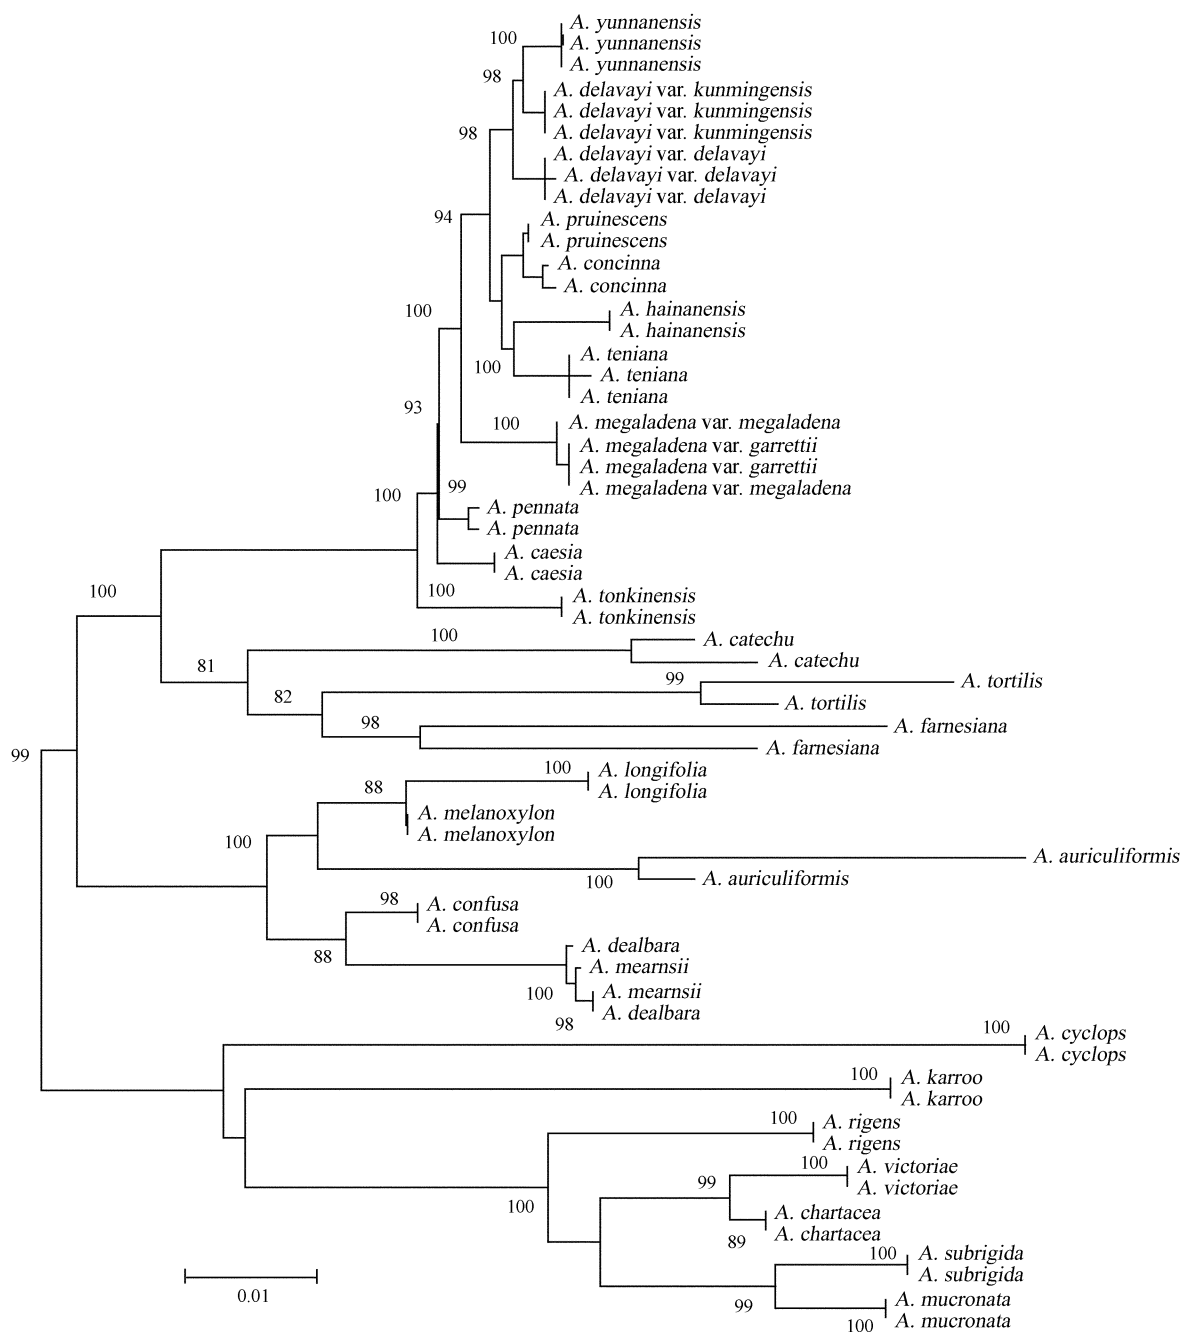 A. yunnanensis
100
A. yunnanensis
A. yunnanensis
98
A. delavayi var. kunmingensis
A. delavayi var. kunmingensis
98
A. delavayi var. kunmingensis
A. delavayi var. delavayi
A. delavayi var. delavayi
A. delavayi var. delavayi
94
A. pruinescens
A. pruinescens
A. concinna
A. concinna
100
A. hainanensis
A. hainanensis
A. teniana
100
A. teniana
A. teniana
93
100
A. megaladena var. megaladena
A. megaladena var. garrettii
A. megaladena var. garrettii
100
99
A. megaladena var. megaladena
A. pennata
A. pennata
A. caesia
A. caesia
100
100
A. tonkinensis
A. tonkinensis
100
A. catechu
81
A. catechu
99
A. tortilis
82
A. tortilis
98
A. farnesiana
A. farnesiana
99
100
A. longifolia
88
A. longifolia
A. melanoxylon
A. melanoxylon
100
A. auriculiformis
100
A. auriculiformis
98
A. confusa
A. confusa
88
A. dealbara
A. mearnsii
100
A. mearnsii
A. dealbara
98
100
A. cyclops
A. cyclops
100
A. karroo
A. karroo
100
A. rigens
A. rigens
100
A. victoriae
99
A. victoriae
100
A. chartacea
89
A. chartacea
100
A. subrigida
A. subrigida
0.01
99
A. mucronata
100
A. mucronata